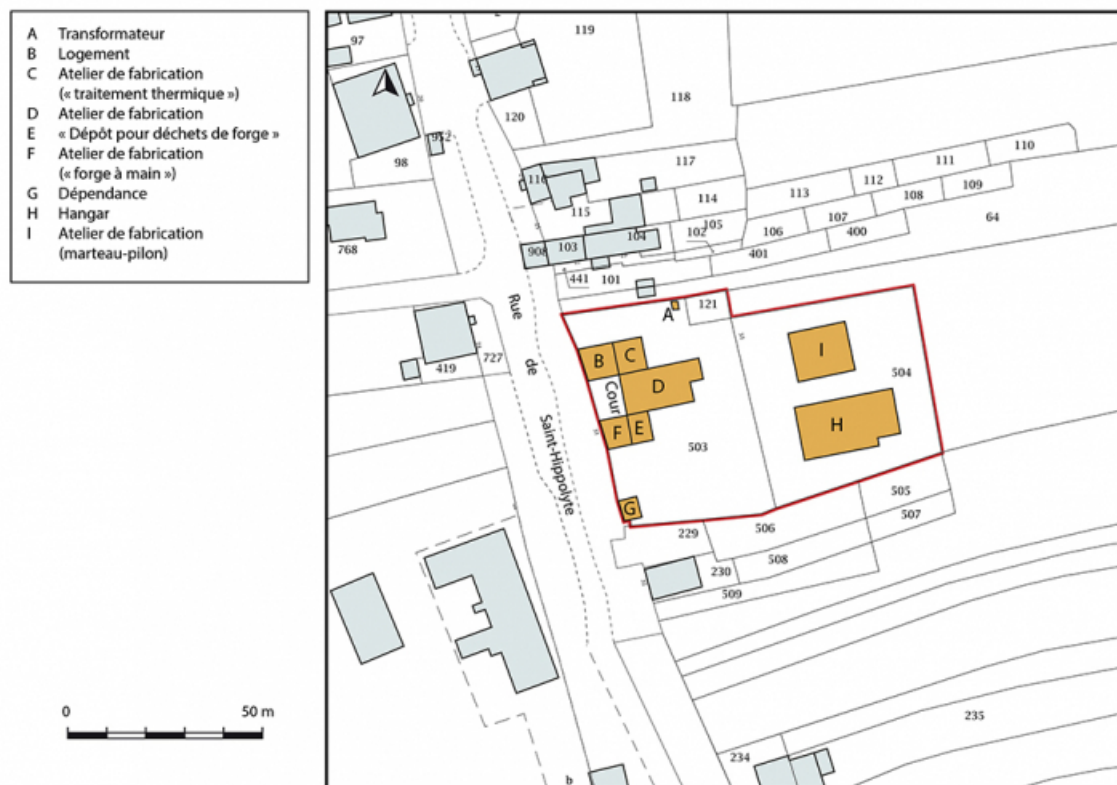 A Transformateur
B Logement
C Atelier de fabrication
(« traitement thermique »)
D Atelier de fabrication
E « Dépôt pour déchets de forge »
F Atelier de fabrication
(« forge à main »)
G Dépendance
H Hangar
I Atelier de fabrication
(marteau-pilon)
0 50 m
97
119
118
120
952
98
117
116
110
111
112
113
114
109
108
115
107
105
106
104
102
64
400
768
908
103
401
441
101
Rue de Saint-Hippolyte
121
A
727
419
B
C
I
504
D
Cour
H
F
E
503
G
505
506
507
229
508
230
509
235
234
b